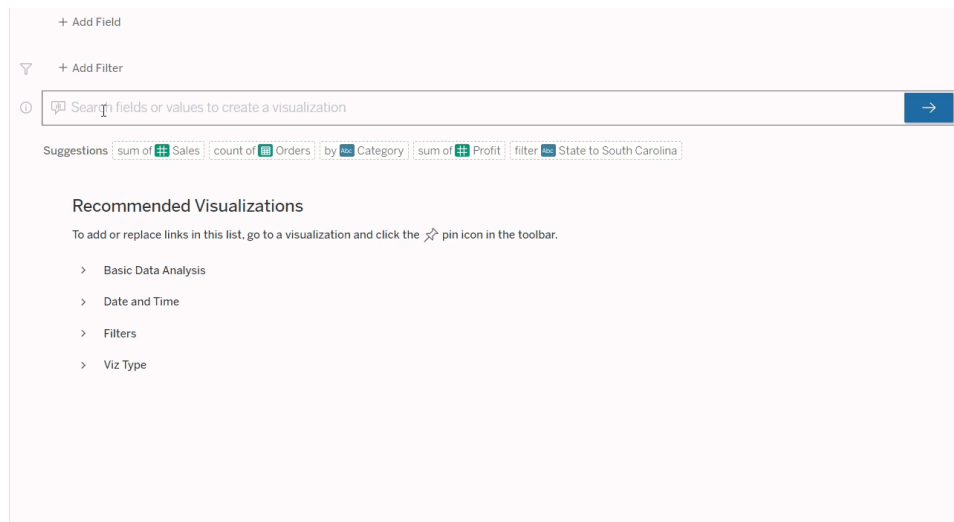 + Add Field
+ Add Filter
Search fields or values to create a visualization
Suggestions sum of # Sales count of Orders by Abc Category sum of # Profit filter Abc State to South Carolina
Recommended Visualizations
To add or replace links in this list, go to a visualization and click the pin icon in the toolbar.
Basic Data Analysis
Date and Time
Filters
Viz Type